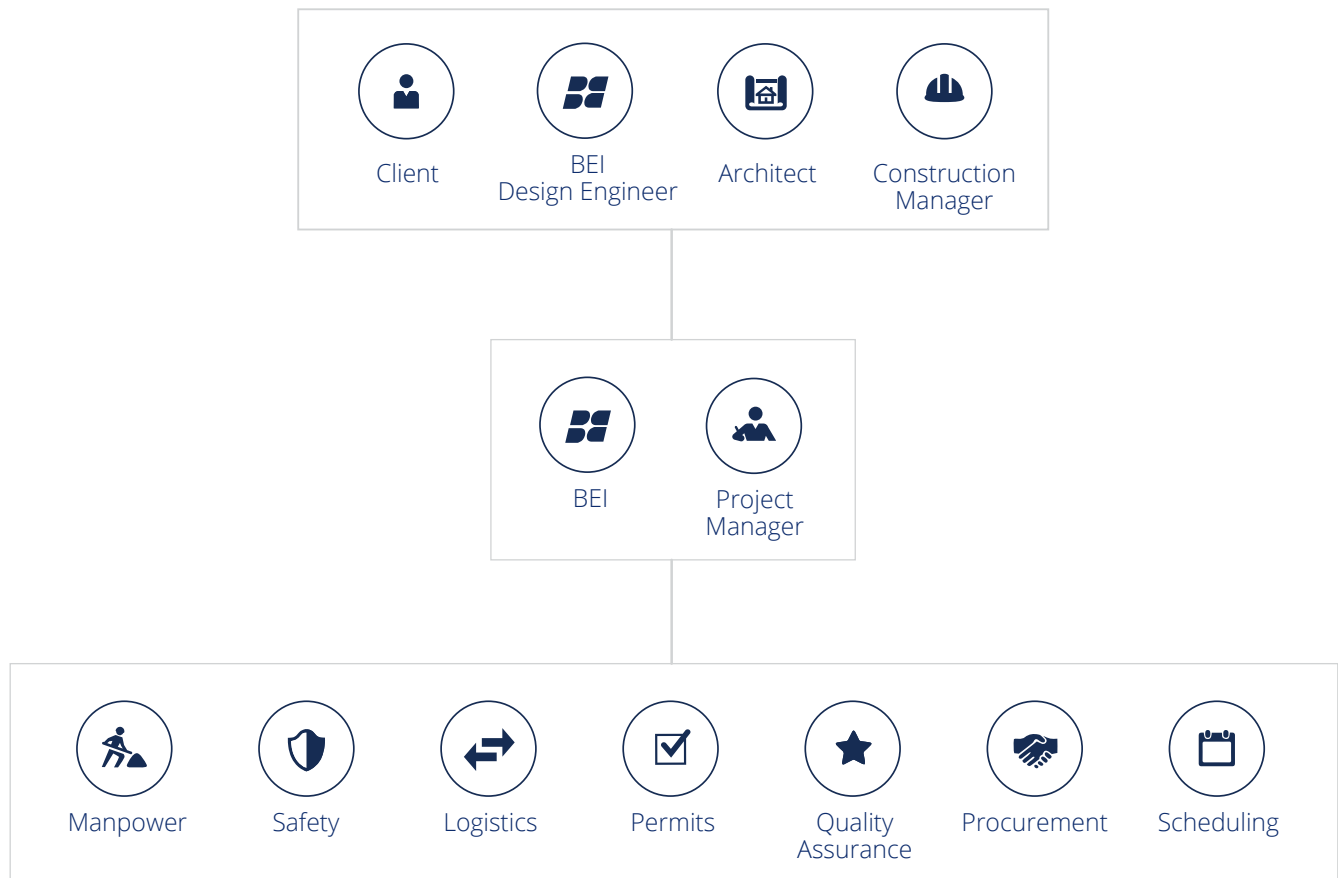 Client
BEI
Design Engineer
Architect
Construction
Manager
BEI
Project
Manager
Manpower
Safety
Logistics
Permits
Quality
Assurance
Procurement
Scheduling